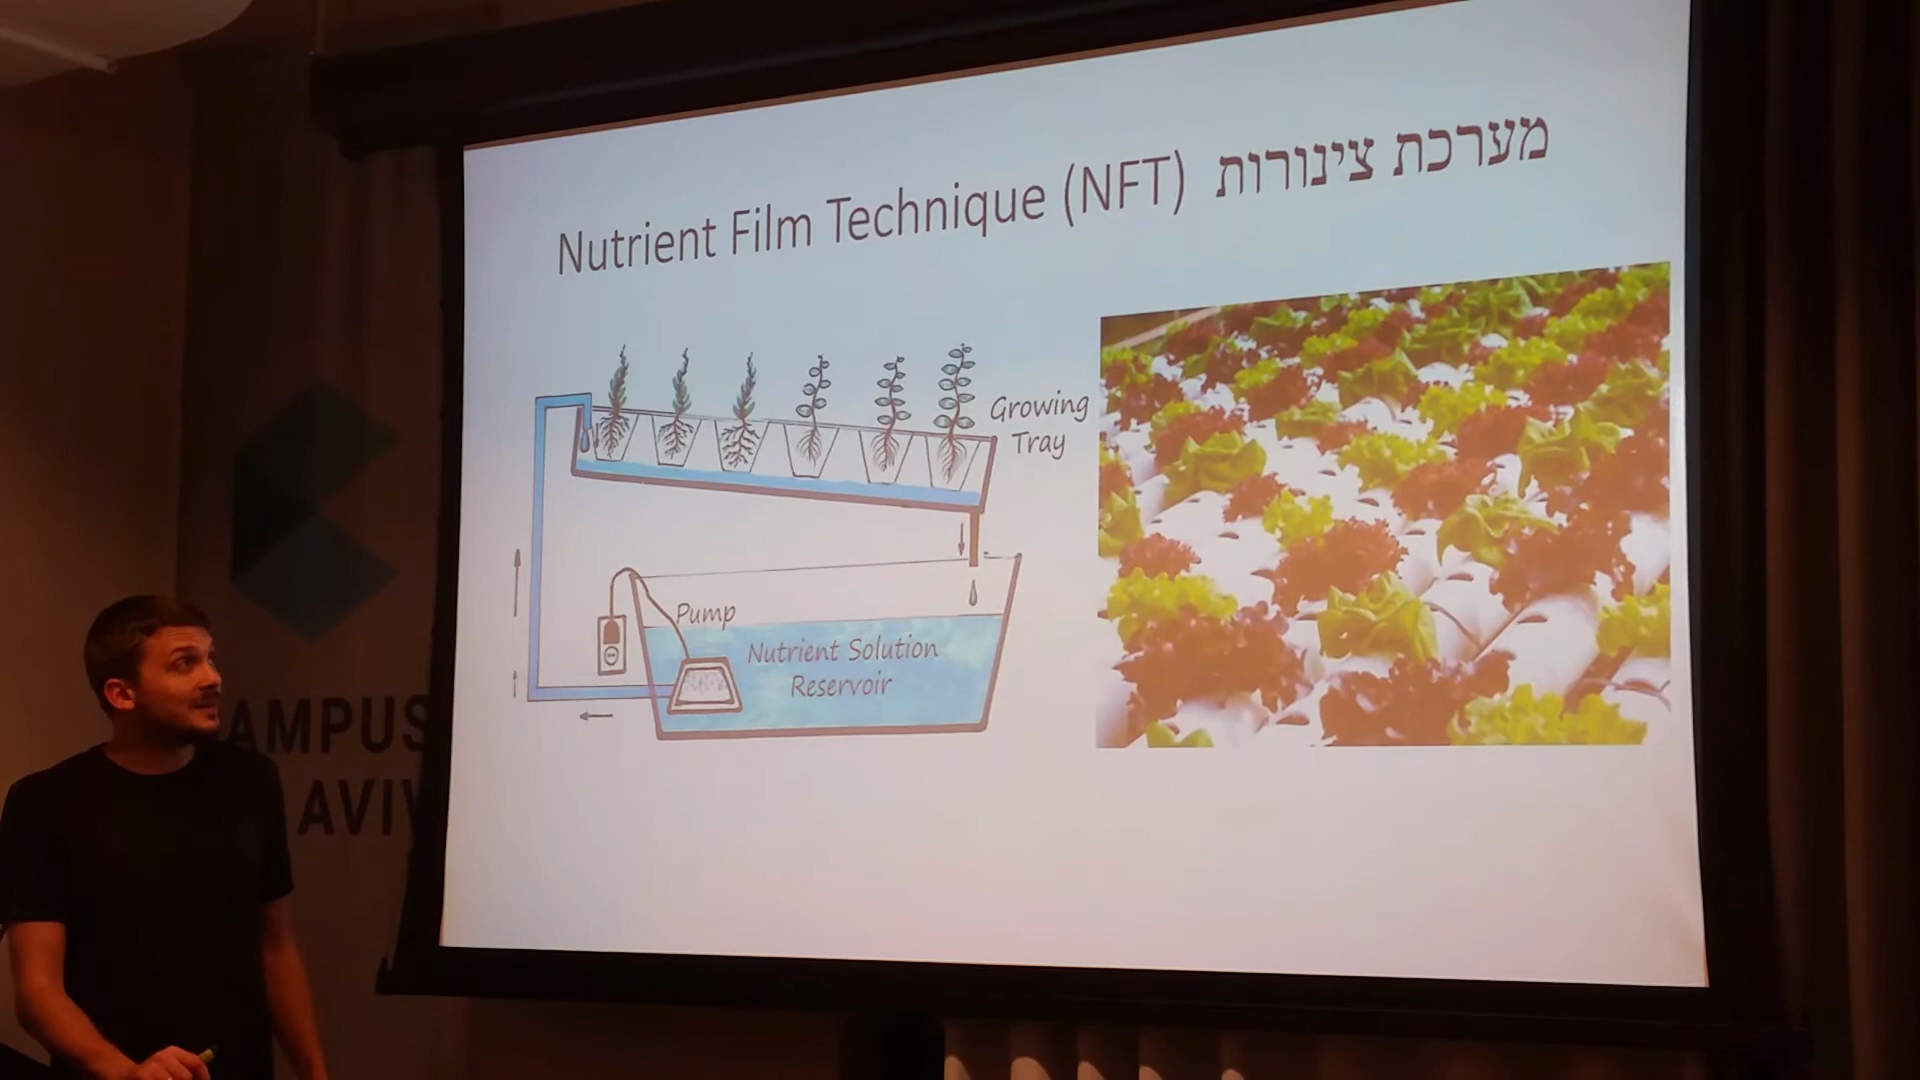 Nutrient Film Technique (NFT) מערכת צינורות
Growing
Tray
Pump
Nutrient Solution
Reservoir
AMPUS
AVIV